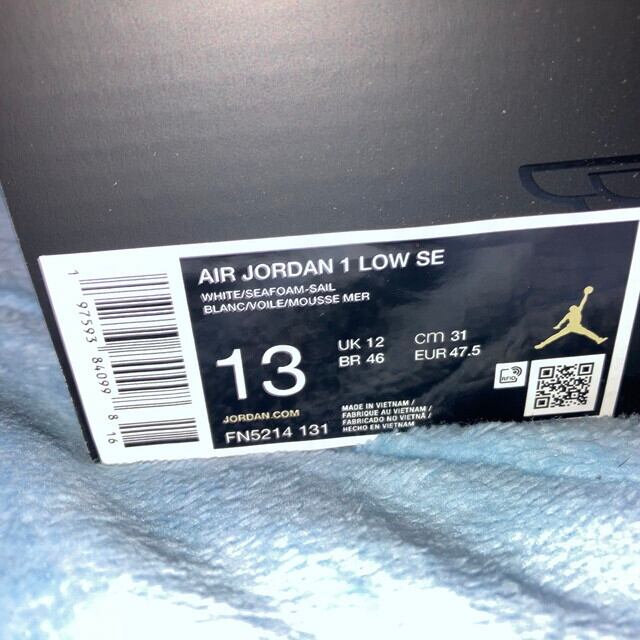 AIR JORDAN 1 LOW SE
WHITE/SEAFOAM-SAIL
BLANC/VOILE/MOUSSE MER
13
UK 12
BR 46
cm 31
EUR 47.5
RFID
JORDAN.COM
FN5214 131
MADE IN VIETNAM /
FABRIQUE AU VIETNAM /
FABRICADO NO VIETNÃ /
HECHO EN VIETNAM
1 97593 84099 8 16